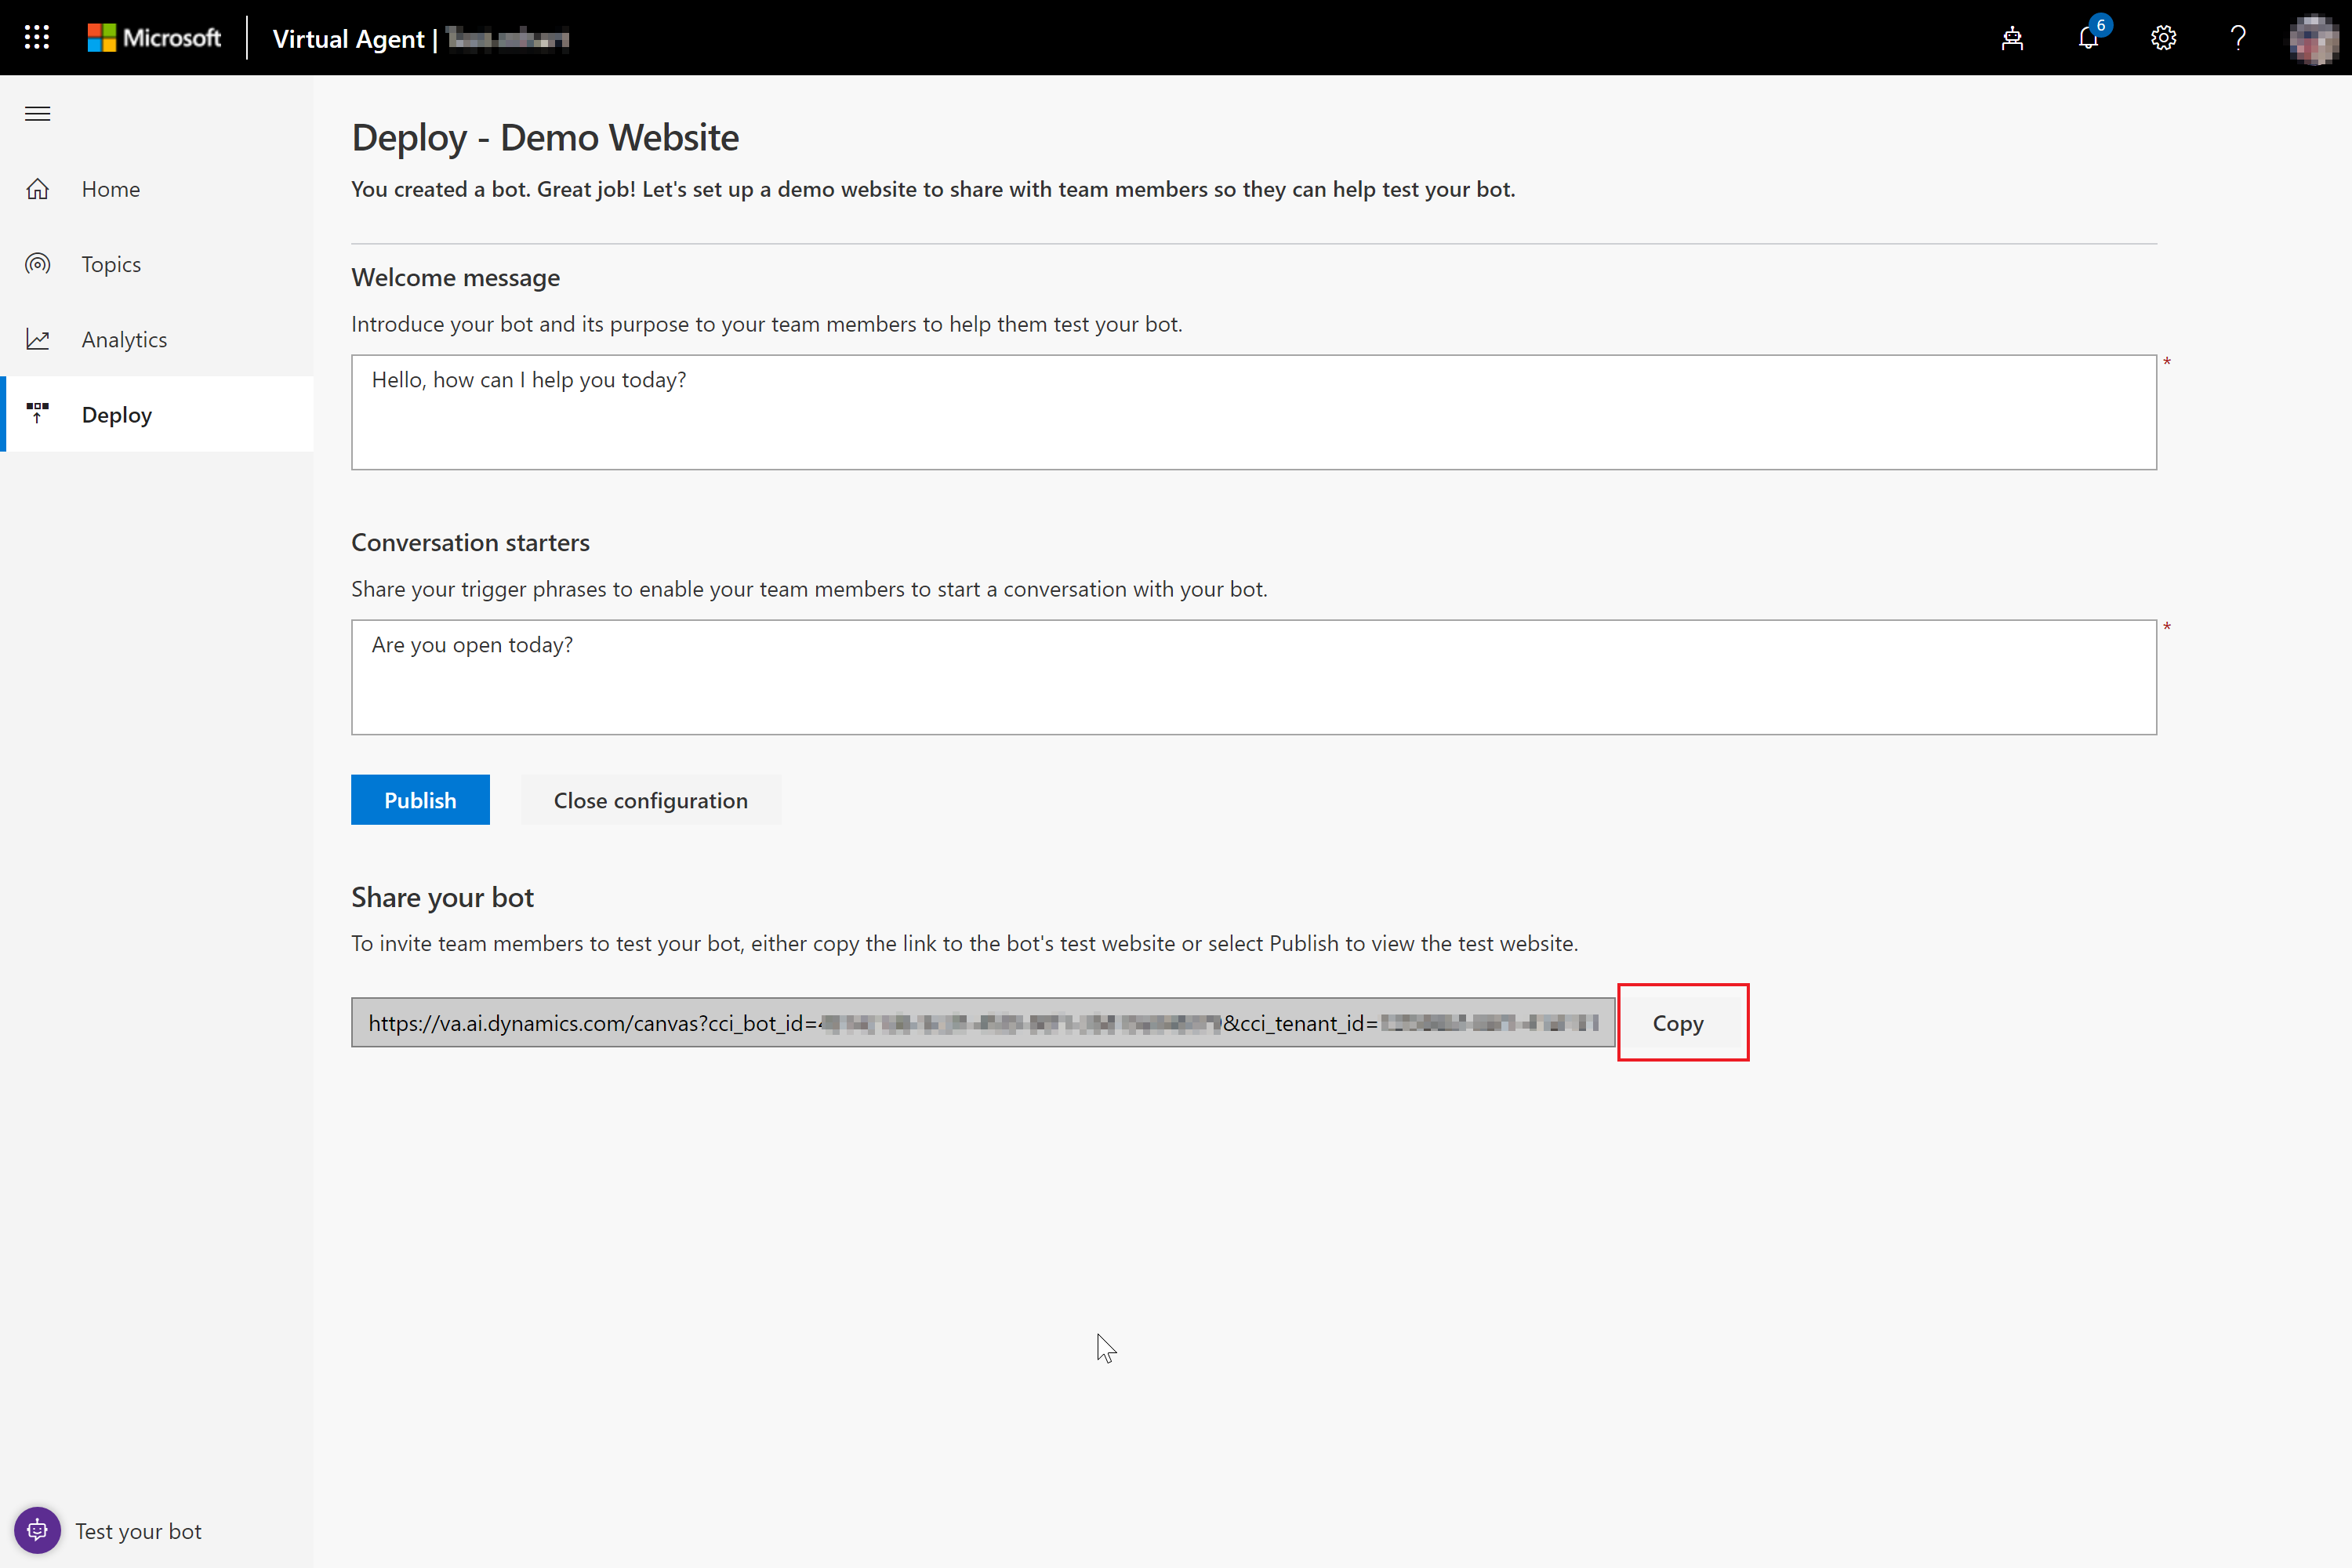 Microsoft
Virtual Agent |
6
Home
Topics
Analytics
Deploy
Deploy - Demo Website
You created a bot. Great job! Let's set up a demo website to share with team members so they can help test your bot.
Welcome message
Introduce your bot and its purpose to your team members to help them test your bot.
Hello, how can I help you today?
*
Conversation starters
Share your trigger phrases to enable your team members to start a conversation with your bot.
Are you open today?
*
Publish Close configuration
Share your bot
To invite team members to test your bot, either copy the link to the bot's test website or select Publish to view the test website.
https://va.ai.dynamics.com/canvas?cci_bot_id= &cci_tenant_id= Copy
Test your bot